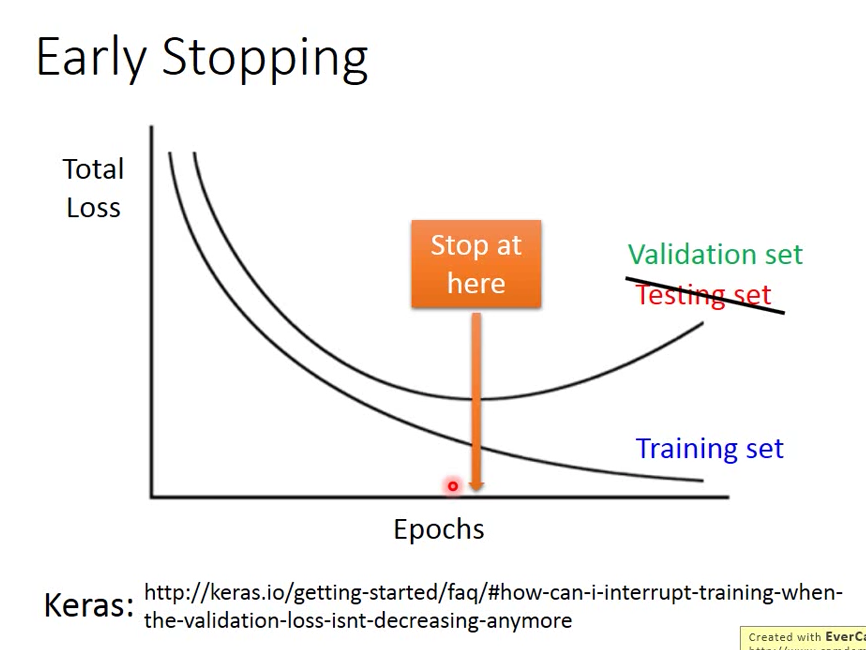 Early Stopping
Total
Loss
Stop at
here
Validation set
Testing set
Training set
Epochs
Keras:
http://keras.io/getting-started/faq/#how-can-i-interrupt-training-when-
the-validation-loss-isnt-decreasing-anymore
Created with